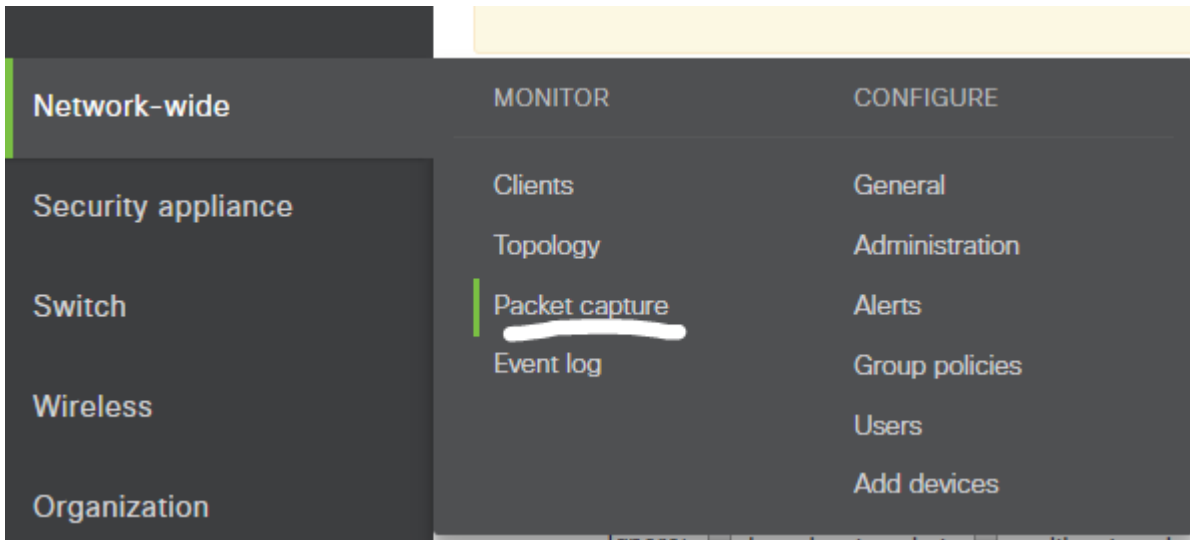 Network-wide
Security appliance
Switch
Wireless
Organization
MONITOR
Clients
Topology
Packet capture
Event log
CONFIGURE
General
Administration
Alerts
Group policies
Users
Add devices